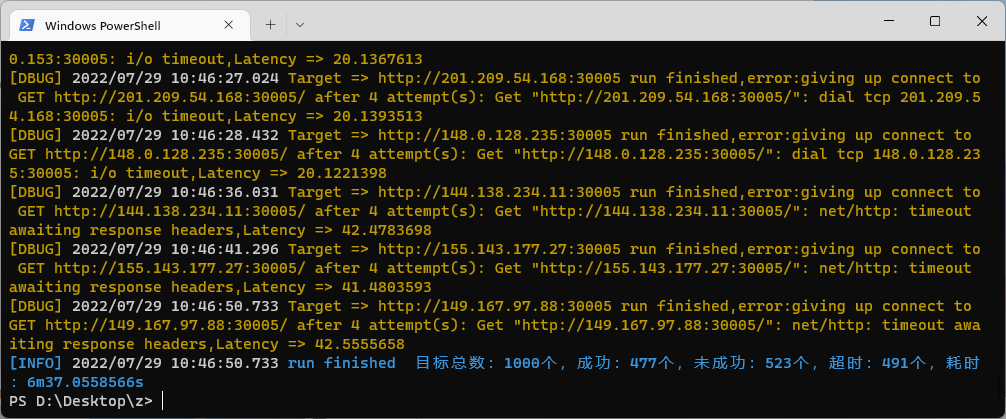 Windows PowerShell
0.153:30005: i/o timeout,Latency => 20.1367613
[DBUG] 2022/07/29 10:46:27.024 Target => http://201.209.54.168:30005 run finished,error:giving up connect to
GET http://201.209.54.168:30005/ after 4 attempt(s): Get "http://201.209.54.168:30005/": dial tcp 201.209.5
4.168:30005: i/o timeout,Latency => 20.1393513
[DBUG] 2022/07/29 10:46:28.432 Target => http://148.0.128.235:30005 run finished,error:giving up connect to
GET http://148.0.128.235:30005/ after 4 attempt(s): Get "http://148.0.128.235:30005/": dial tcp 148.0.128.23
5:30005: i/o timeout,Latency => 20.1221398
[DBUG] 2022/07/29 10:46:36.031 Target => http://144.138.234.11:30005 run finished,error:giving up connect to
GET http://144.138.234.11:30005/ after 4 attempt(s): Get "http://144.138.234.11:30005/": net/http: timeout
awaiting response headers,Latency => 42.4783698
[DBUG] 2022/07/29 10:46:41.296 Target => http://155.143.177.27:30005 run finished,error:giving up connect to
GET http://155.143.177.27:30005/ after 4 attempt(s): Get "http://155.143.177.27:30005/": net/http: timeout
awaiting response headers,Latency => 41.4803593
[DBUG] 2022/07/29 10:46:50.733 Target => http://149.167.97.88:30005 run finished,error:giving up connect to
GET http://149.167.97.88:30005/ after 4 attempt(s): Get "http://149.167.97.88:30005/": net/http: timeout awa
iting response headers,Latency => 42.5555658
[INFO] 2022/07/29 10:46:50.733 run finished 目标总数: 1000个, 成功: 477个, 未成功: 523个, 超时: 491个, 耗时
: 6m37.0558566s
PS D:\Desktop\z>